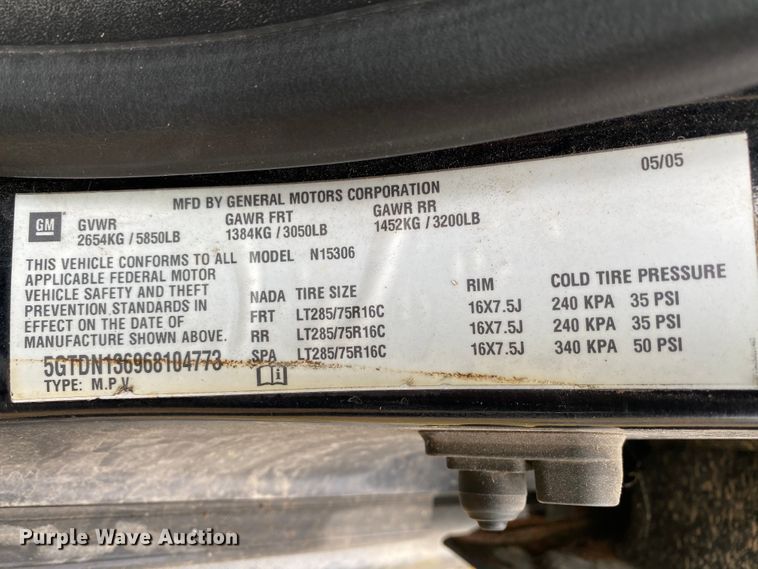 05/05
MFD BY GENERAL MOTORS CORPORATION
GM
GVWR GAWR FRT GAWR RR
2654KG / 5850LB 1384KG / 3050LB 1452KG / 3200LB
THIS VEHICLE CONFORMS TO ALL MODEL N15306
APPLICABLE FEDERAL MOTOR
VEHICLE SAFETY AND THEFT
PREVENTION STANDARDS IN
EFFECT ON THE DATE OF
MANUFACTURE SHOWN ABOVE.
NADA TIRE SIZE RIM COLD TIRE PRESSURE
FRT LT285/75R16C 16X7.5J 240 KPA 35 PSI
RR LT285/75R16C 16X7.5J 240 KPA 35 PSI
SPA LT285/75R16C 16X7.5J 340 KPA 50 PSI
5GTDN136968104773
TYPE: M.P.V.
Purple Wave Auction